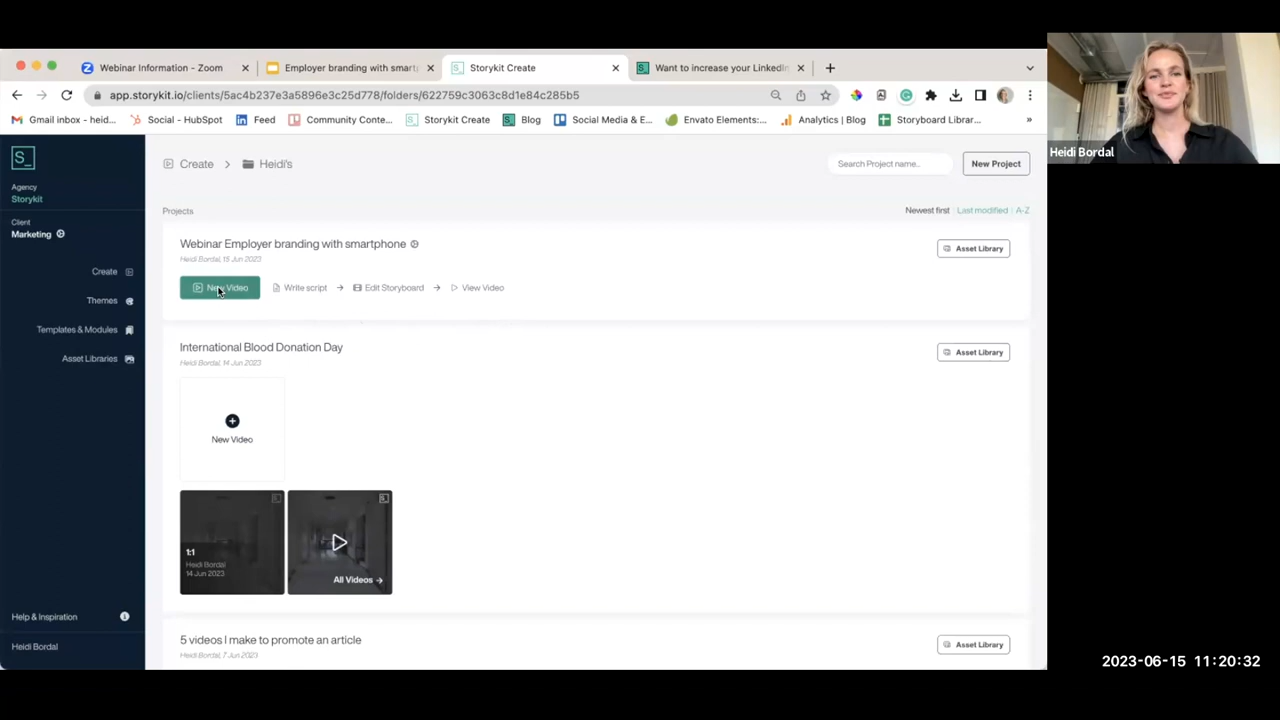 Webinar Information - Zoom
Employer branding with smart
Storykit Create
Want to increase your LinkedIn
app.storykit.io/clients/5ac4b237e3a5896e3c25d778/folders/622759c3063c8d1e84c285b5
Gmail inbox - heid...
Social - HubSpot
Feed
Community Conte...
Storykit Create
Blog
Social Media & E...
Envato Elements:...
Analytics | Blog
Storyboard Librar...
»
S_
Agency
Storykit
Client
Marketing
Create
Themes
Templates & Modules
Asset Libraries
Help & Inspiration
Heidi Bordal
Create > Heidi's
Search Project name..
New Project
Projects
Newest first | Last modified | A-Z
Webinar Employer branding with smartphone
Heidi Bordal, 15 Jun 2023
Asset Library
New Video
Write script → Edit Storyboard → View Video
International Blood Donation Day
Heidi Bordal, 14 Jun 2023
Asset Library
New Video
1:1
Heidi Bordal
14 Jun 2023
All Videos →
5 videos I make to promote an article
Heidi Bordal, 7 Jun 2023
Asset Library
Heidi Bordal
2023-06-15 11:20:32